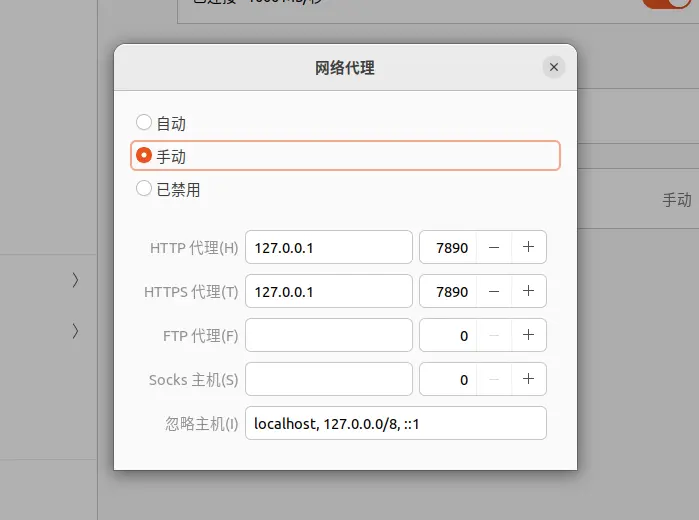 网络代理
自动
手动
已禁用
手动
HTTP 代理(H) 127.0.0.1 7890 − +
HTTPS 代理(T) 127.0.0.1 7890 − +
FTP 代理(F) 0 − +
Socks 主机(S) 0 − +
忽略主机(I) localhost, 127.0.0.0/8, ::1